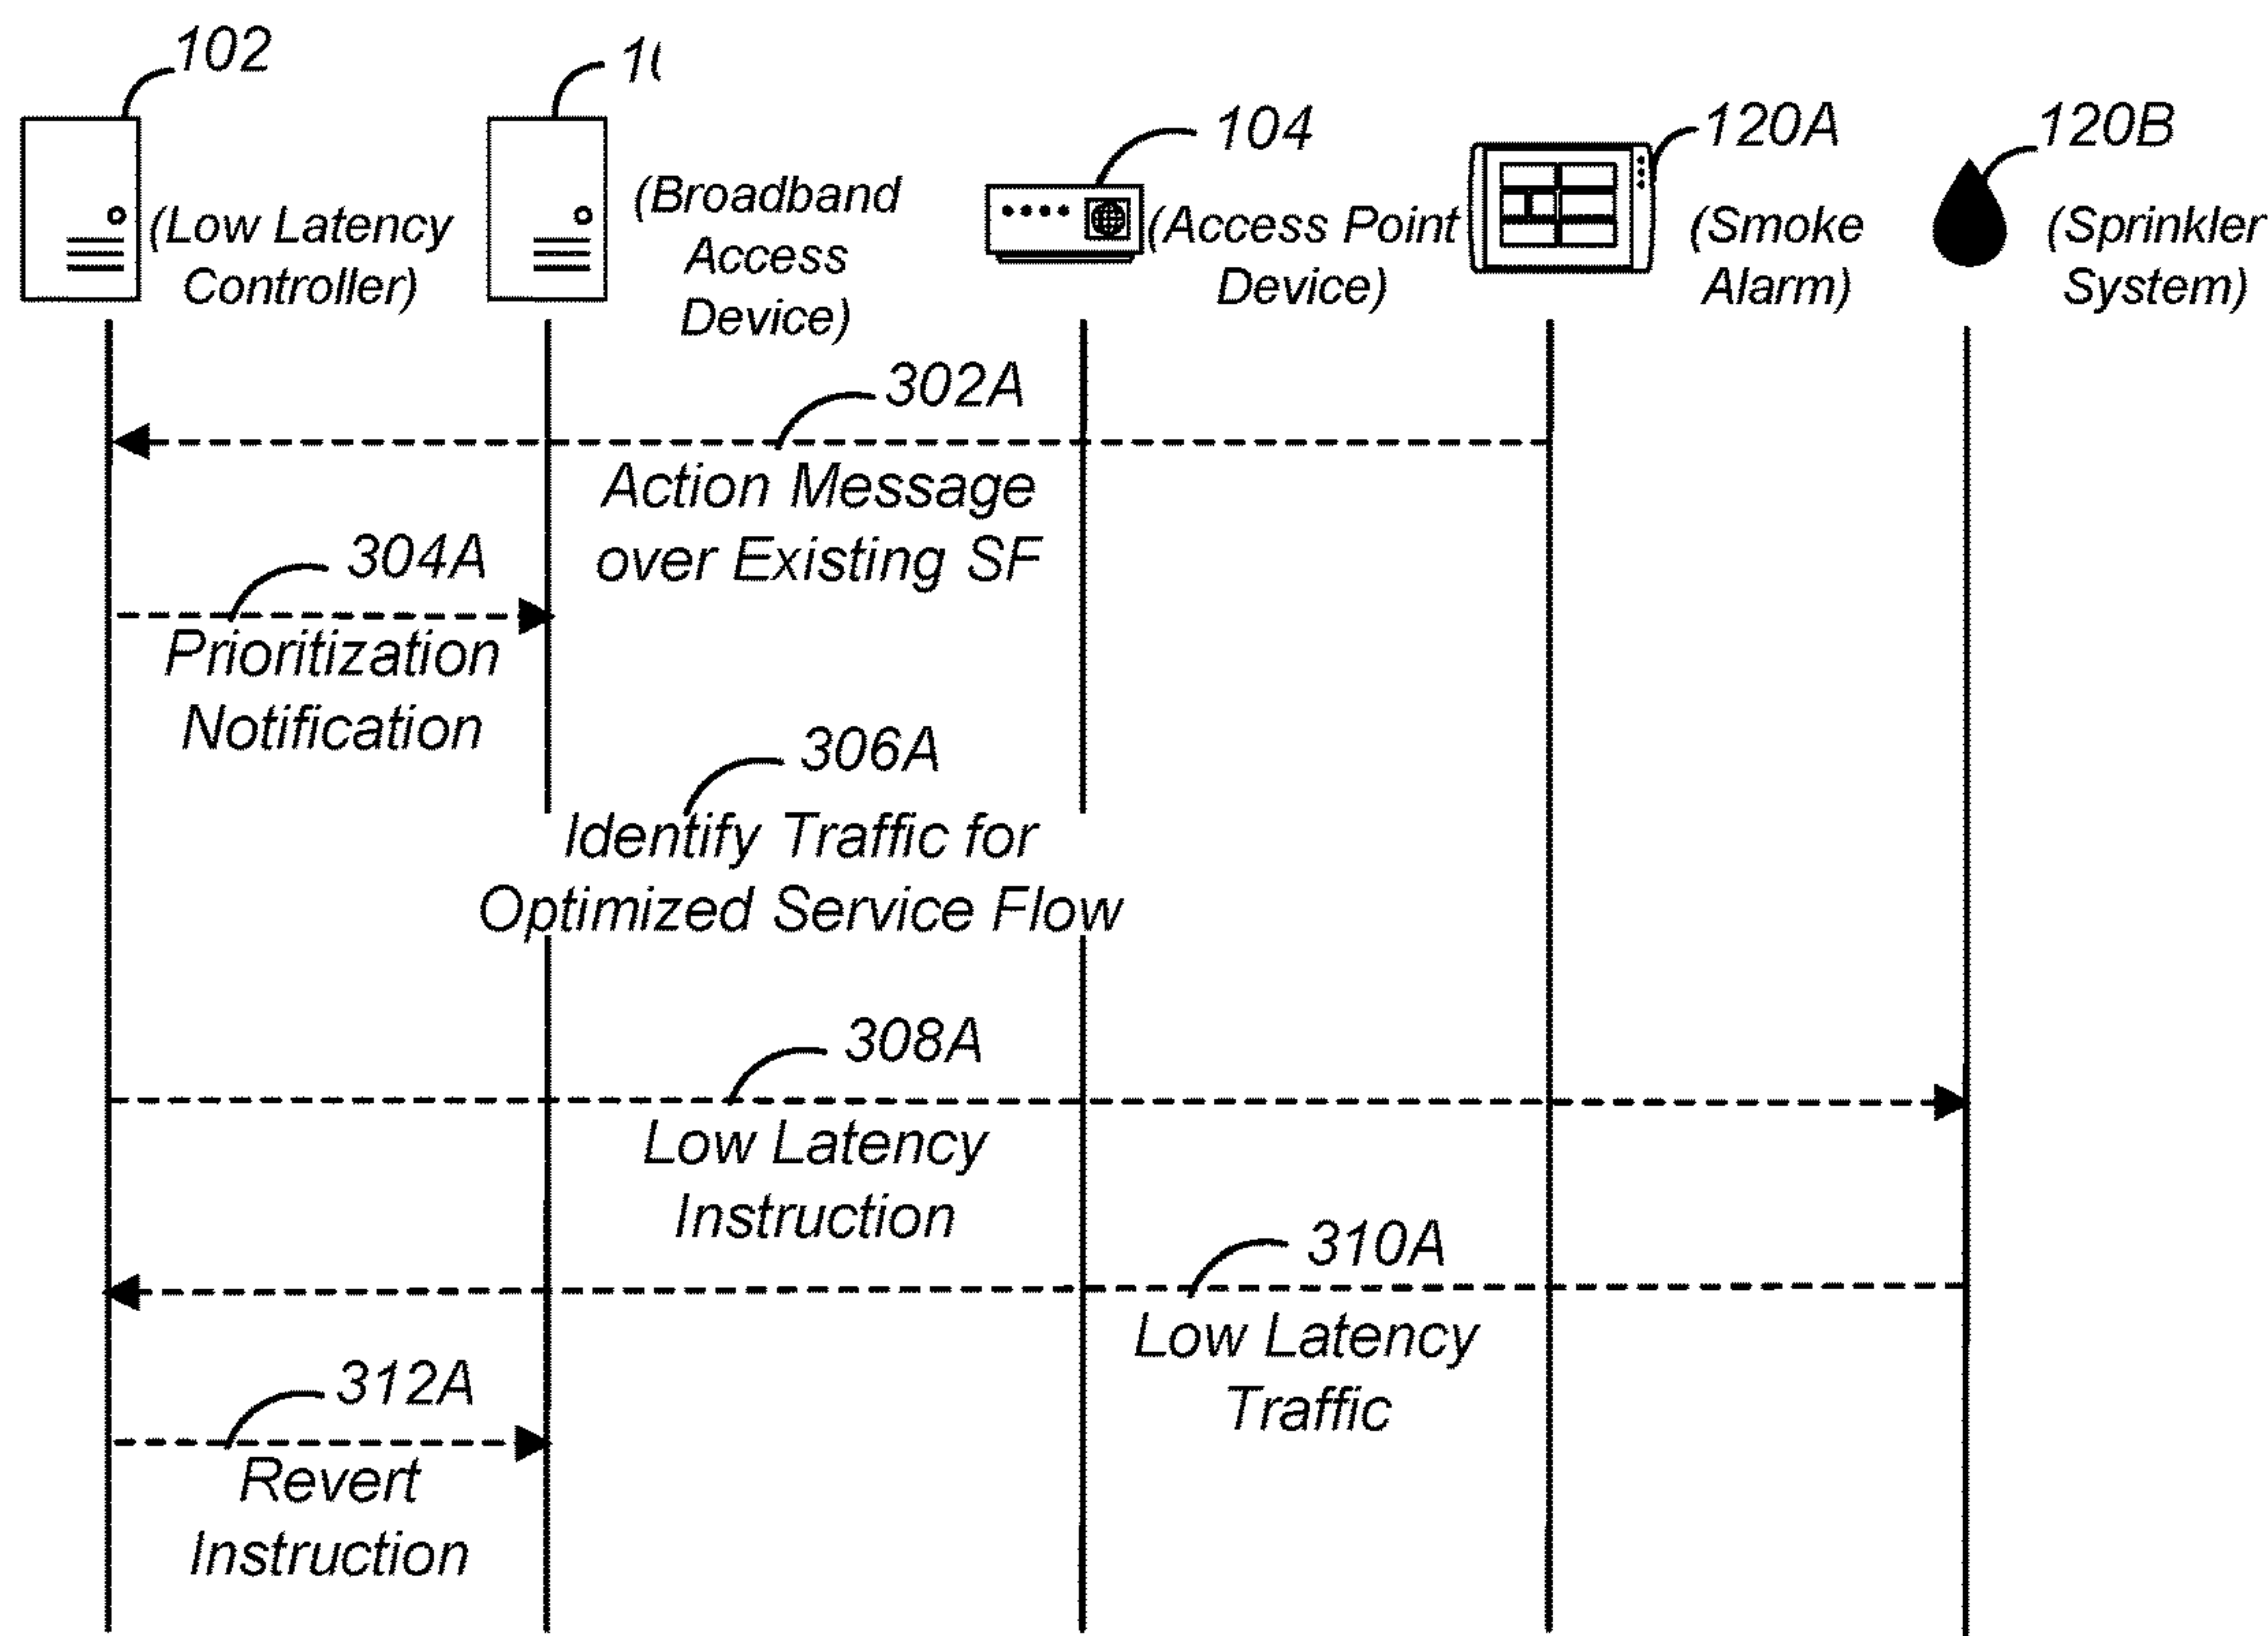 102
104
120A
120B
(Low Latency
Controller)
(Broadband
Access
Device)
(Access Point
Device)
(Smoke
Alarm)
(Sprinkler
System)
302A
Action Message
over Existing SF
304A
Prioritization
Notification
306A
Identify Traffic for
Optimized Service Flow
308A
Low Latency
Instruction
310A
Low Latency
Traffic
312A
Revert
Instruction